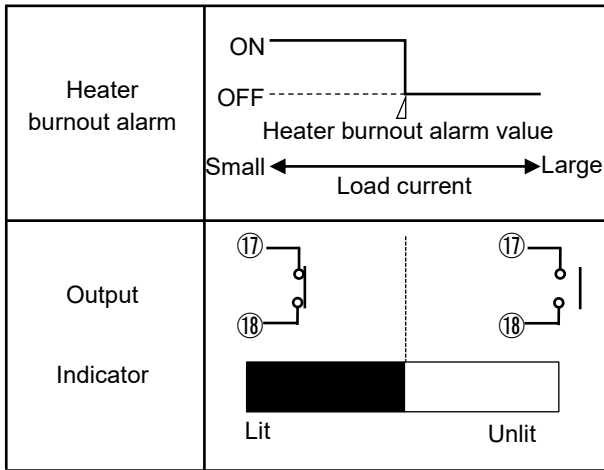 Heater
burnout alarm
ON
OFF
Heater burnout alarm value
Small
Large
Load current
Output
Indicator
⑰
⑱
⑰
⑱
Lit
Unlit